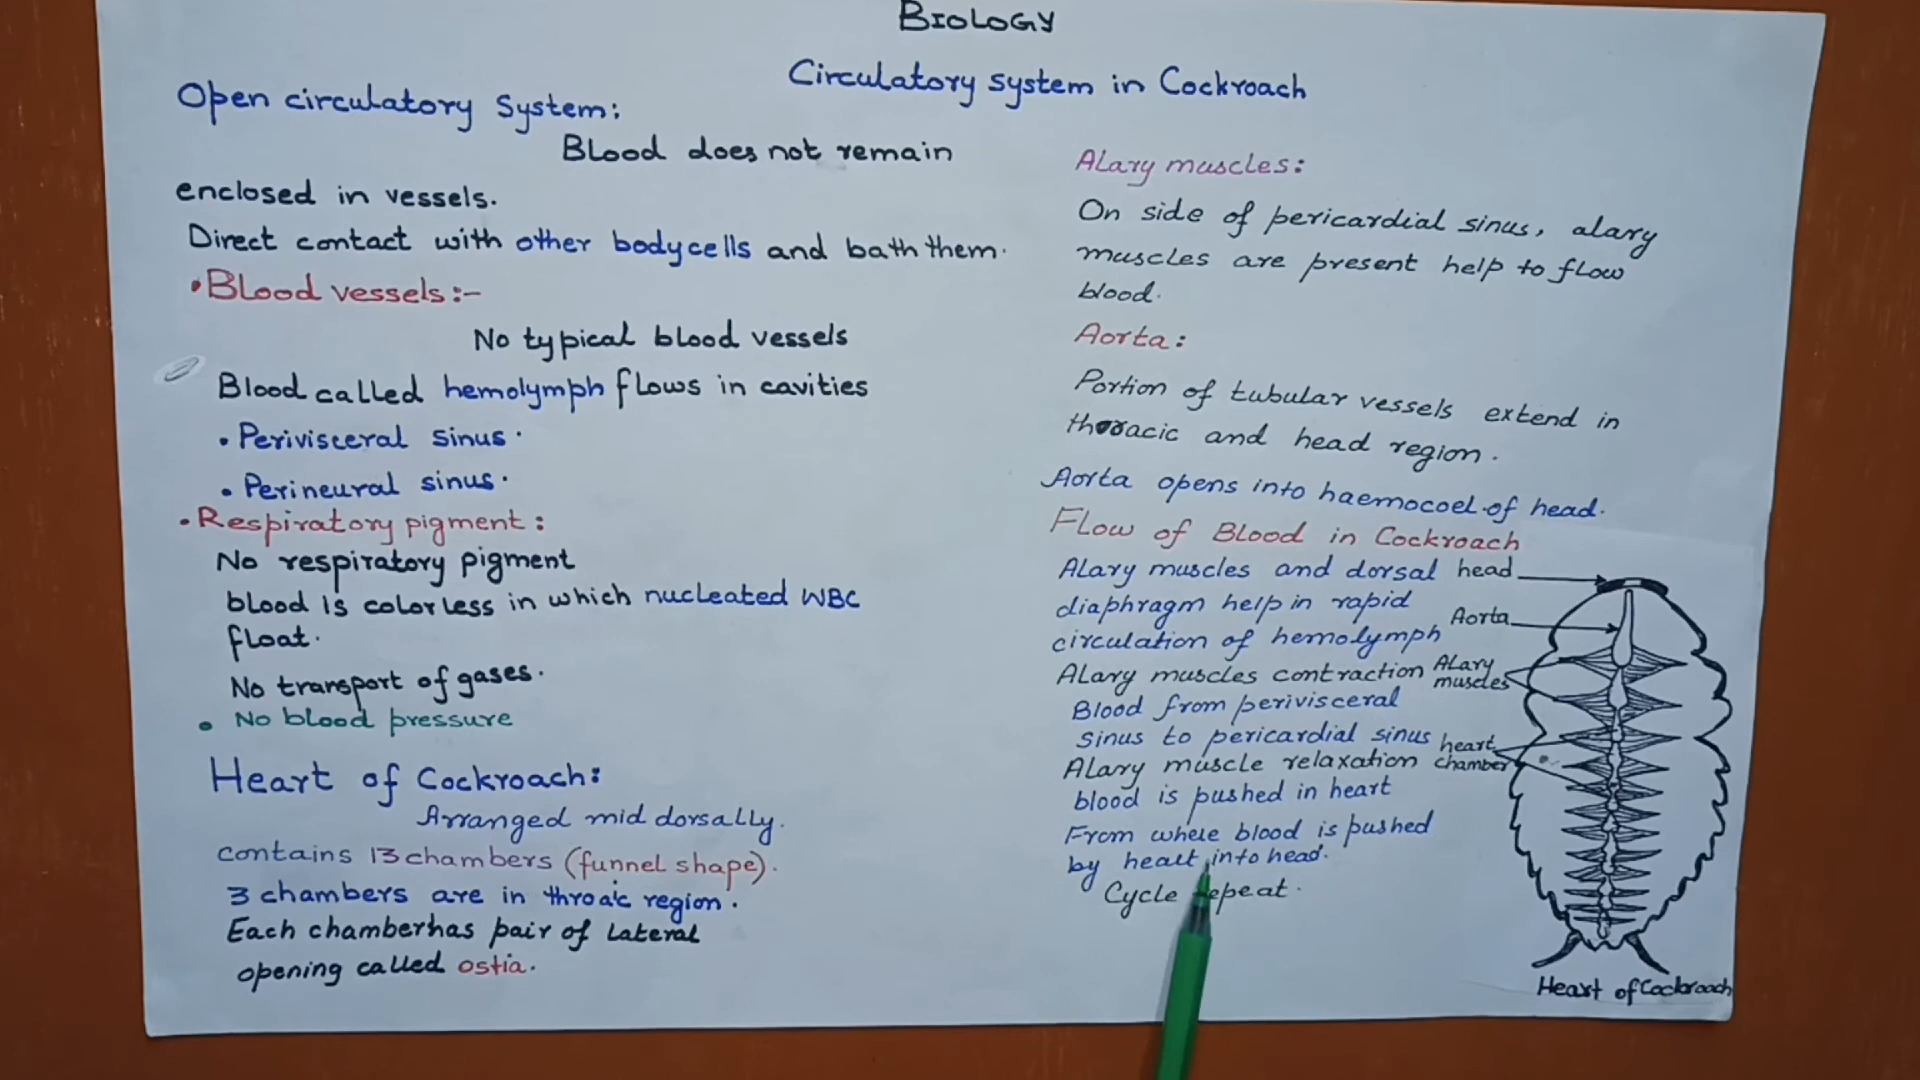 BIOLOGY
Circulatory system in Cockroach
Open circulatory System:
Blood does not remain
enclosed in vessels.
Direct contact with other bodycells and bath them.
• Blood vessels :-
No typical blood vessels
Blood called hemolymph flows in cavities
• Perivisceral sinus.
• Perineural sinus.
• Respiratory pigment:
No respiratory pigment
blood is colorless in which nucleated WBC
float.
No transport of gases.
• No blood pressure
Heart of Cockroach:
Arranged mid dorsally.
contains 13 chambers (funnel shape).
3 chambers are in throaic region.
Each chamber has pair of lateral
opening called ostia.
Alary muscles:
On side of pericardial sinus, alary
muscles are present help to flow
blood.
Aorta:
Portion of tubular vessels extend in
thoracic and head region.
Aorta opens into haemocoel of head.
Flow of Blood in Cockroach
Alary muscles and dorsal
diaphragm help in rapid
circulation of hemolymph
Alary muscles contraction
Blood from perivisceral
sinus to pericardial sinus
Alary muscle relaxation
blood is pushed in heart
From where blood is pushed
by heart into head.
Cycle repeat.
head
Aorta
Alary
muscles
heart
chamber
Heart of Cockroach